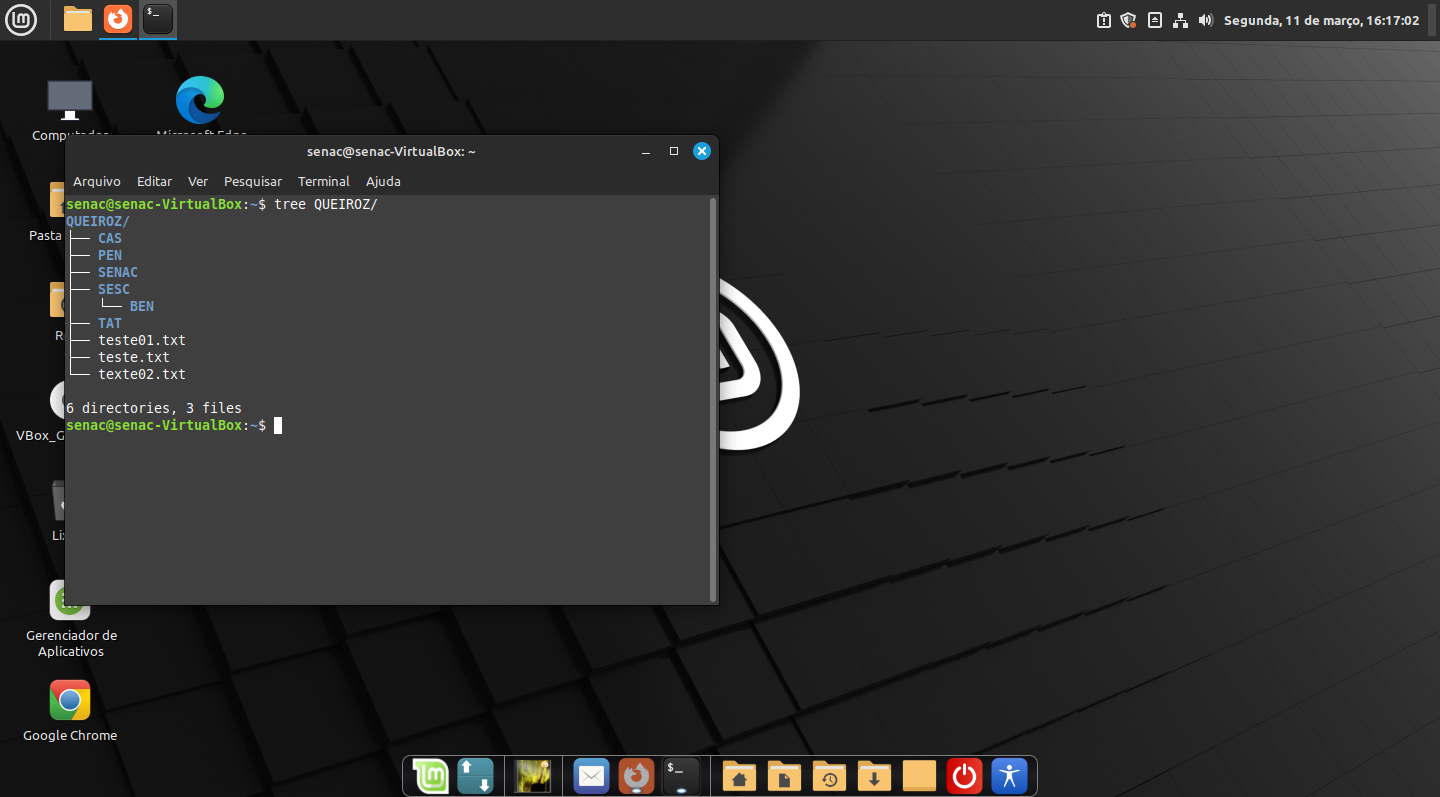 Segunda, 11 de março, 16:17:02
Microsoft Edge
senac@senac-VirtualBox: ~
Arquivo Editar Ver Pesquisar Terminal Ajuda
senac@senac-VirtualBox:~$ tree QUEIROZ/
QUEIROZ/
├── CAS
├── PEN
├── SENAC
├── SESC
│   └── BEN
├── TAT
├── teste01.txt
├── teste.txt
└── texte02.txt
6 directories, 3 files
senac@senac-VirtualBox:~$
Pasta
VBox_G
Gerenciador de
Aplicativos
Google Chrome